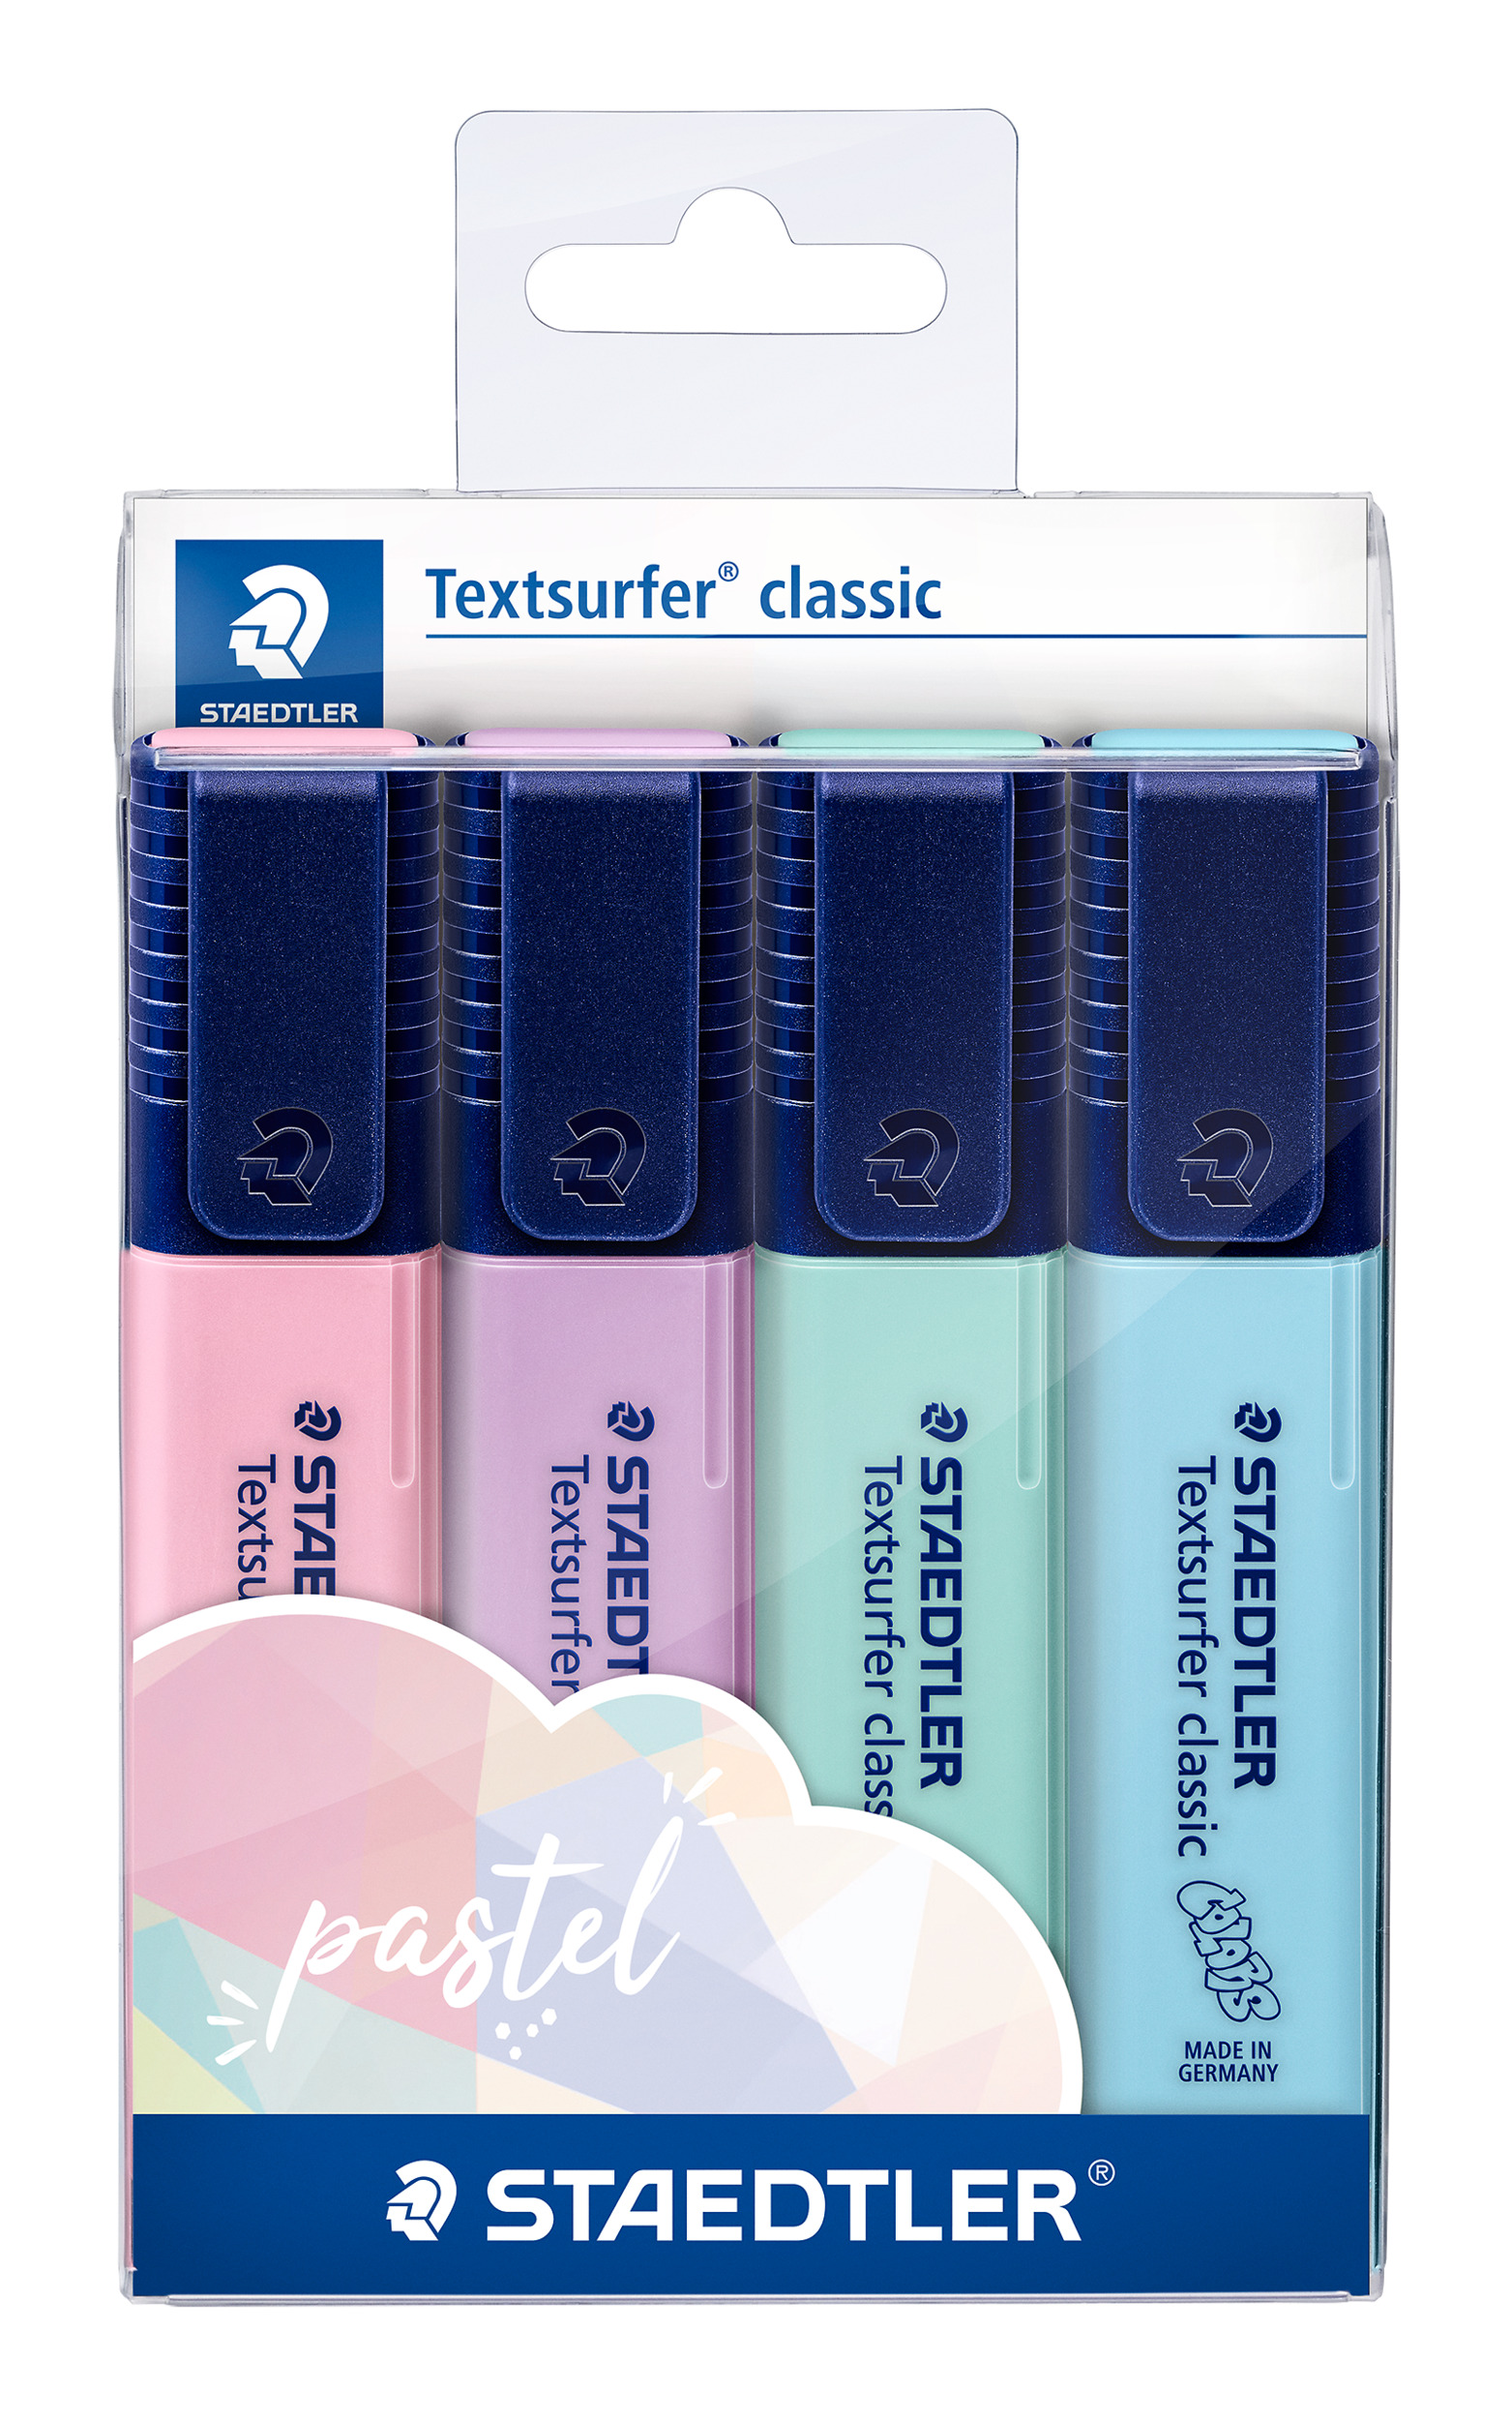 Textsurfer® classic
STAEDTLER
STAE
Textsu
STAEDT
Textsurfer
STAEDTLER
Textsurfer class
STAEDTLER
Textsurfer classic
COLORS
MADE IN
GERMANY
pastel
STAEDTLER®